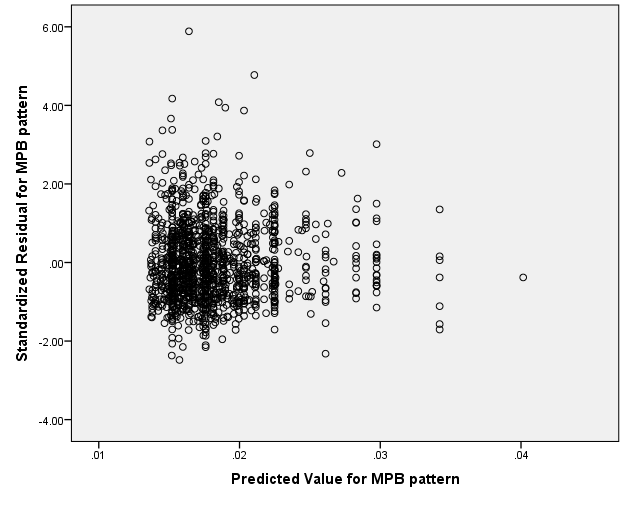 Standardized Residual for MPB pattern
6.00
4.00
2.00
.00
-2.00
-4.00
.01 .02 .03 .04
Predicted Value for MPB pattern